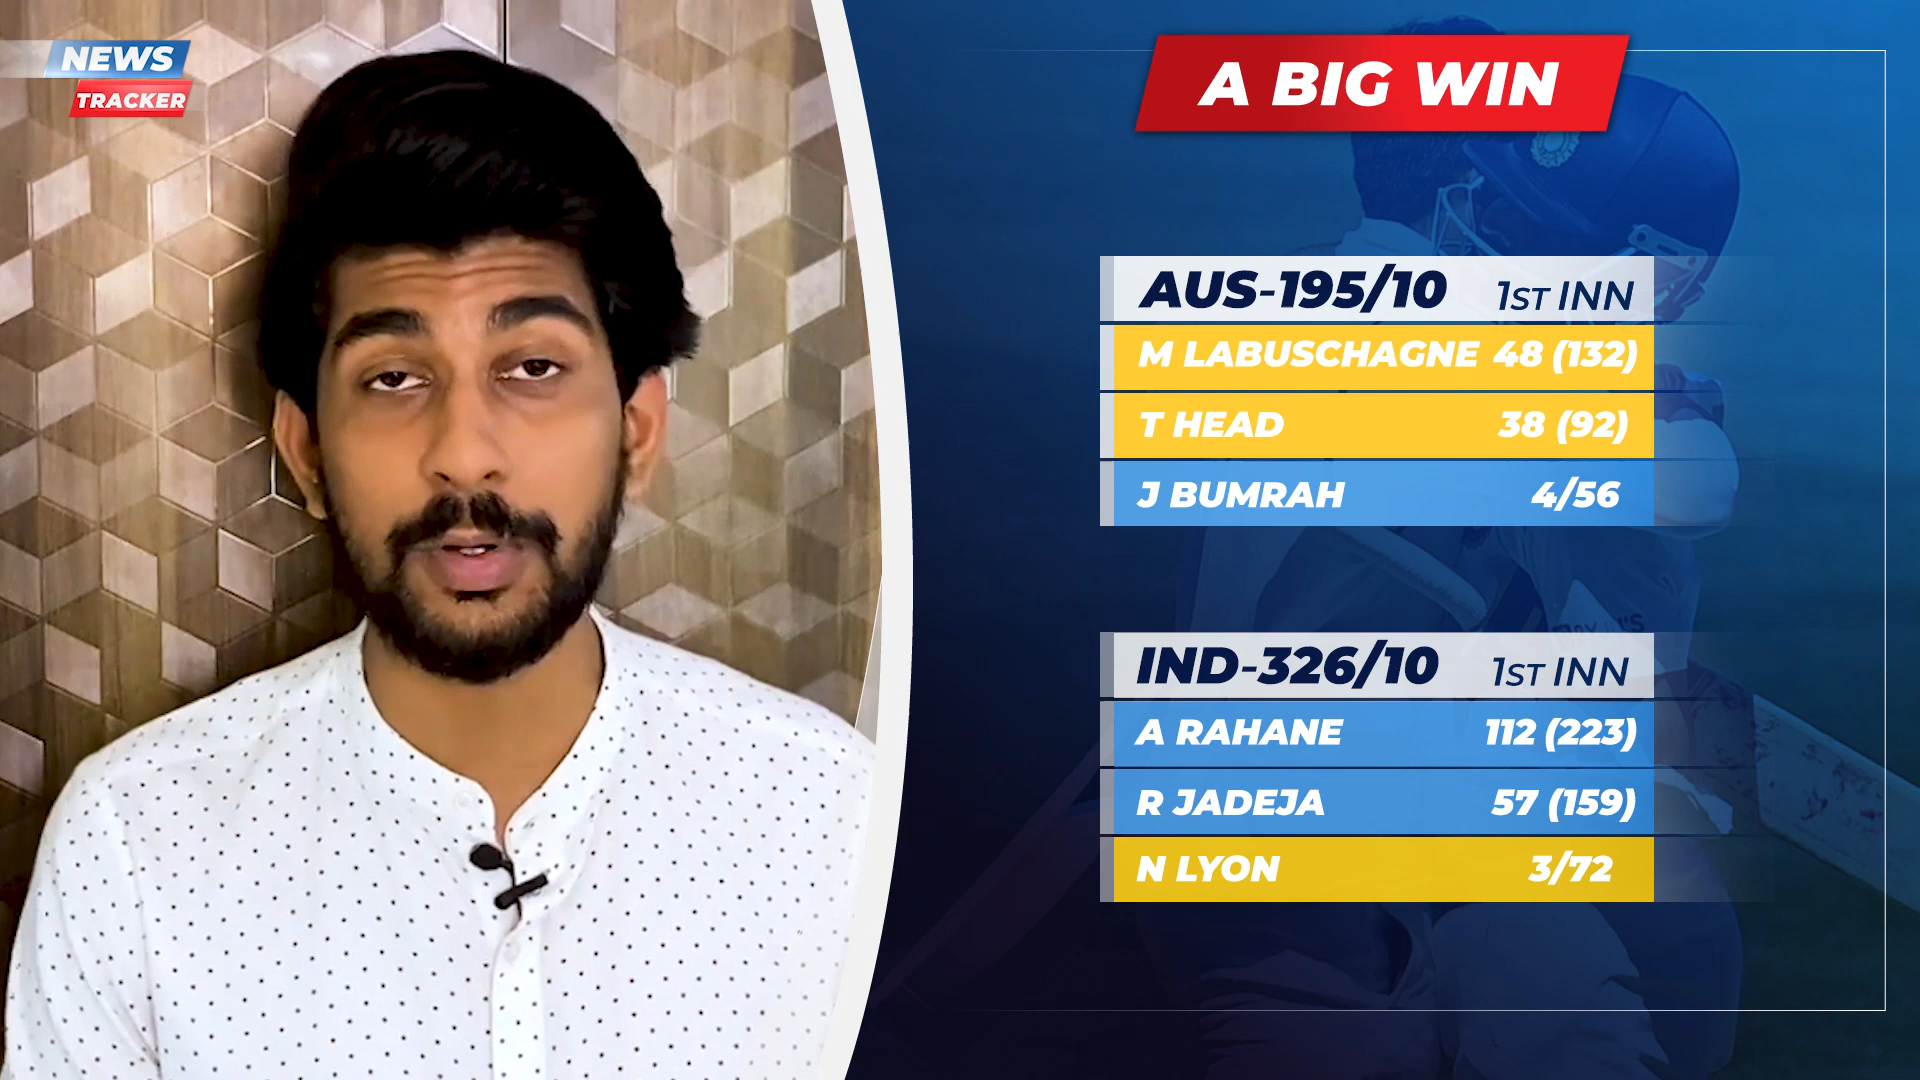 NEWS
TRACKER
A BIG WIN
AUS-195/10 1ST INN
M LABUSCHAGNE 48 (132)
T HEAD 38 (92)
J BUMRAH 4/56
IND-326/10 1ST INN
A RAHANE 112 (223)
R JADEJA 57 (159)
N LYON 3/72